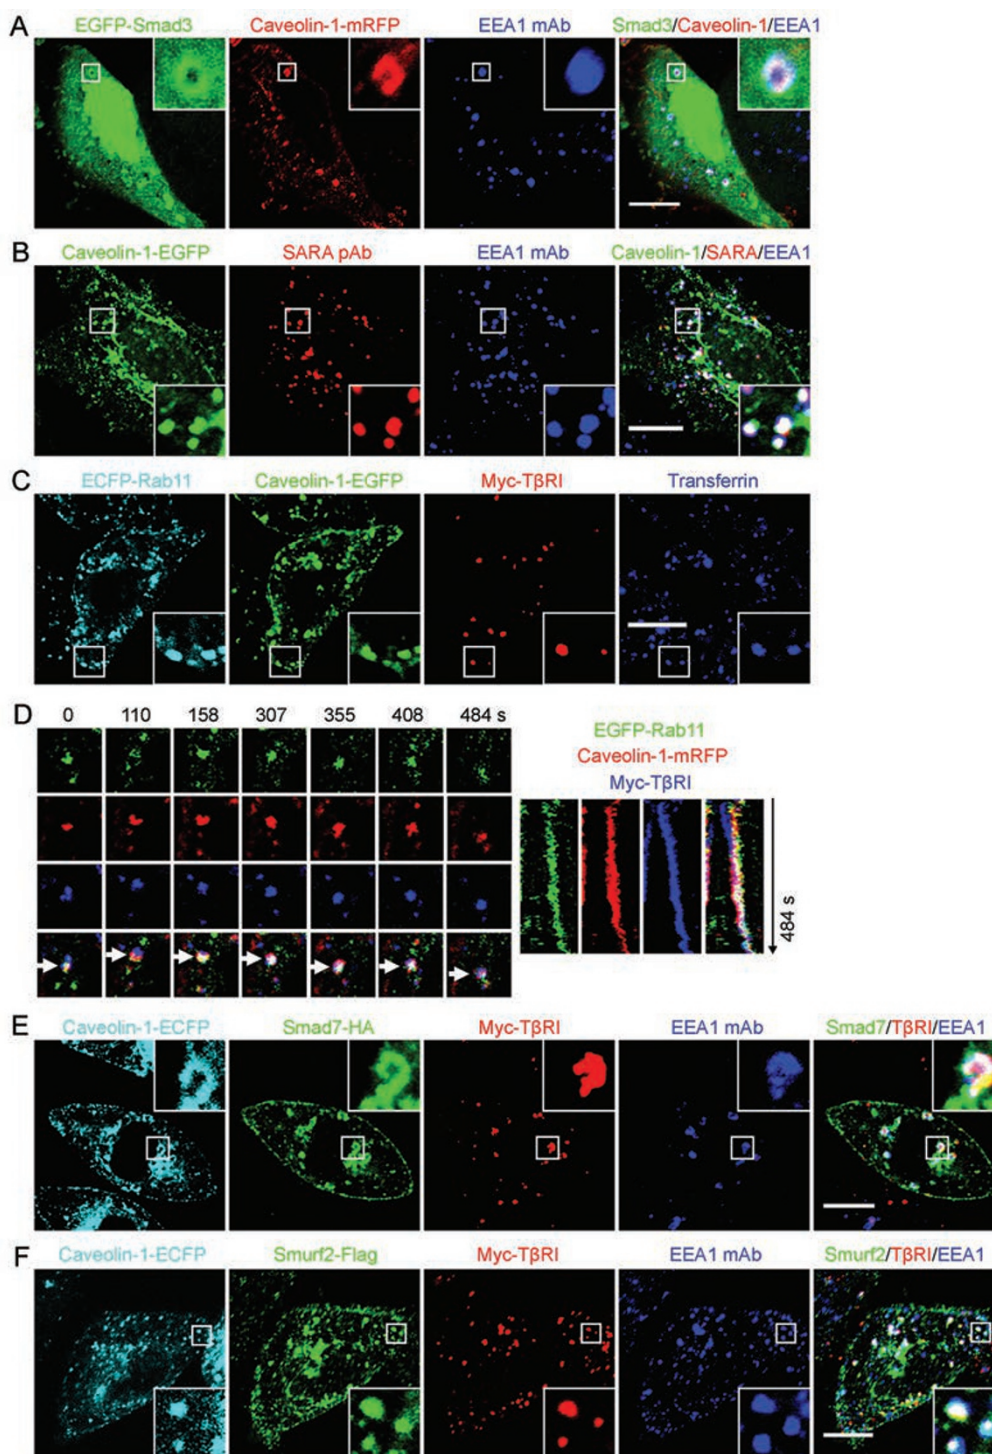 A
EGFP-Smad3 Caveolin-1-mRFP EEA1 mAb Smad3/Caveolin-1/EEA1
B
Caveolin-1-EGFP SARA pAb EEA1 mAb Caveolin-1/SARA/EEA1
C
ECFP-Rab11 Caveolin-1-EGFP Myc-TβRI Transferrin
D
0 110 158 307 355 408 484 s
EGFP-Rab11
Caveolin-1-mRFP
Myc-TβRI
484 s
E
Caveolin-1-ECFP Smad7-HA Myc-TβRI EEA1 mAb Smad7/TβRI/EEA1
F
Caveolin-1-ECFP Smurf2-Flag Myc-TβRI EEA1 mAb Smurf2/TβRI/EEA1